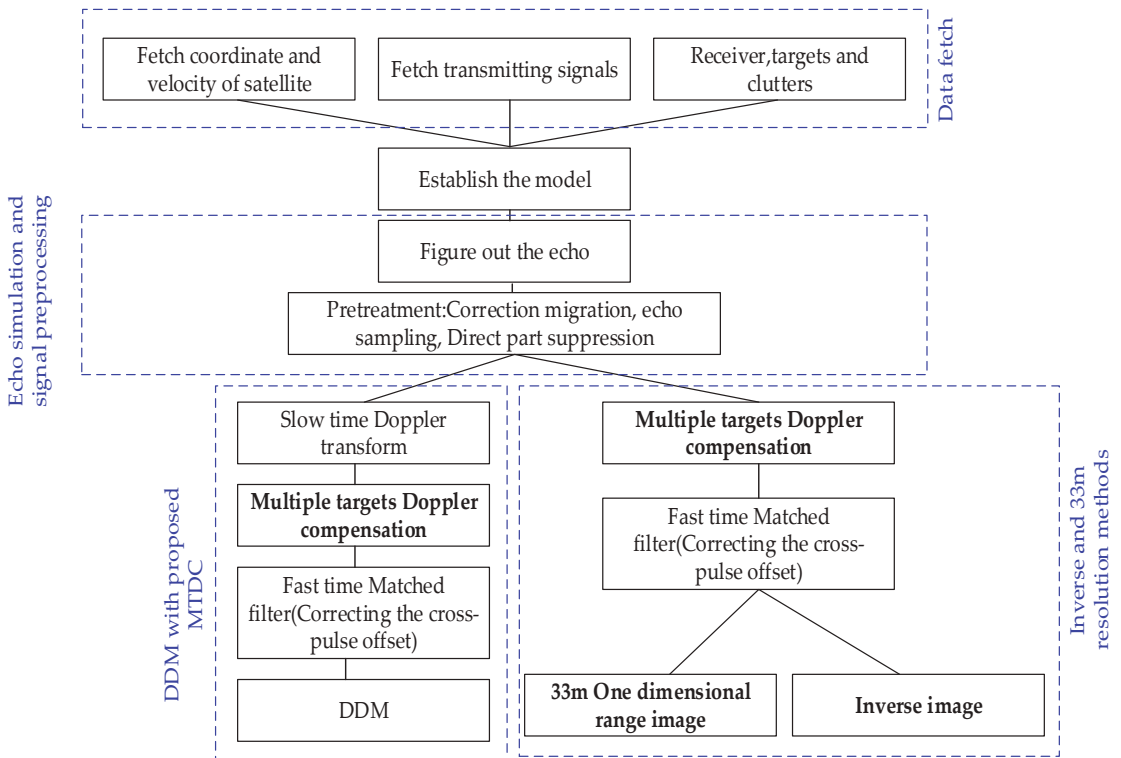 Fetch coordinate and
velocity of satellite
Fetch transmitting signals
Receiver,targets and
clutters
Data fetch
Establish the model
Echo simulation and
signal preprocessing
Figure out the echo
Pretreatment:Correction migration, echo
sampling, Direct part suppression
DDM with proposed
MTDC
Slow time Doppler
transform
Multiple targets Doppler
compensation
Fast time Matched
filter(Correcting the cross-
pulse offset)
DDM
Multiple targets Doppler
compensation
Fast time Matched
filter(Correcting the cross-
pulse offset)
33m One dimensional
range image
Inverse image
Inverse and 33m
resolution methods